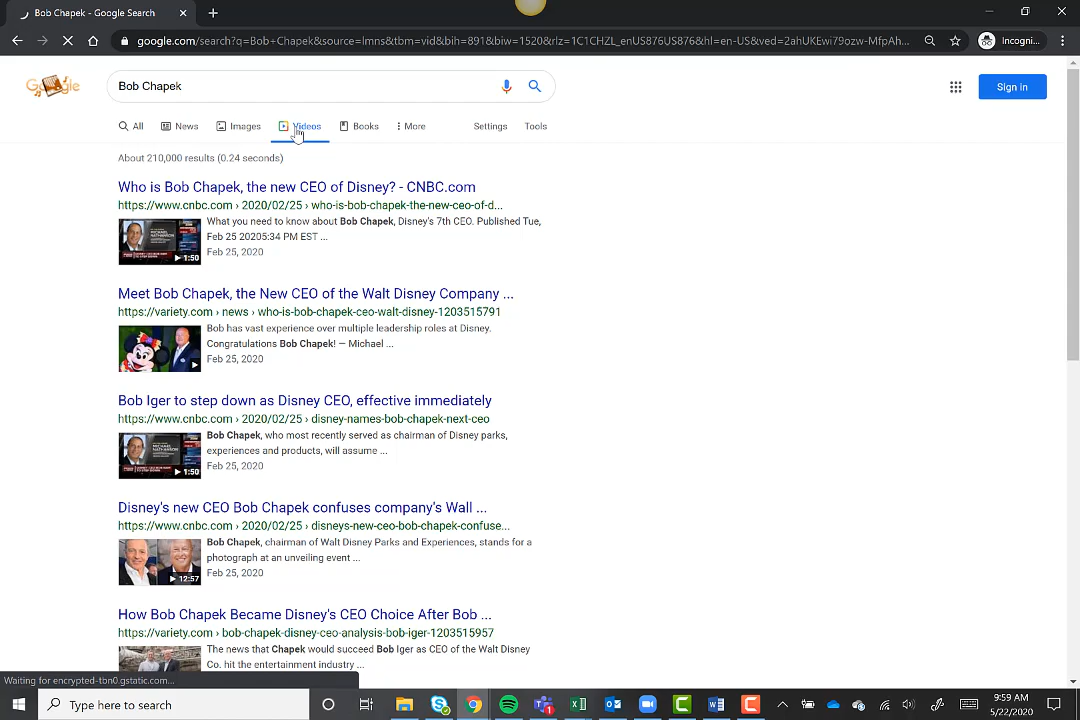 Bob Chapek - Google Search
google.com/search?q=Bob+Chapek&source=lmns&tbm=vid&bih=891&biw=1520&rlz=1C1CHZL_enUS876US876&hl=en-US&ved=2ahUKEwi79ozw-MfpAh...
Incogni...
Google
Bob Chapek
Sign in
All
News
Images
Videos
Books
More
Settings
Tools
About 210,000 results (0.24 seconds)
Who is Bob Chapek, the new CEO of Disney? - CNBC.com
https://www.cnbc.com › 2020/02/25 › who-is-bob-chapek-the-new-ceo-of-d...
What you need to know about Bob Chapek, Disney's 7th CEO. Published Tue,
Feb 25 20205:34 PM EST ...
Feb 25, 2020
1:50
Meet Bob Chapek, the New CEO of the Walt Disney Company ...
https://variety.com › news › who-is-bob-chapek-ceo-walt-disney-1203515791
Bob has vast experience over multiple leadership roles at Disney.
Congratulations Bob Chapek! — Michael ...
Feb 25, 2020
Bob Iger to step down as Disney CEO, effective immediately
https://www.cnbc.com › 2020/02/25 › disney-names-bob-chapek-next-ceo
Bob Chapek, who most recently served as chairman of Disney parks,
experiences and products, will assume ...
Feb 25, 2020
1:50
Disney's new CEO Bob Chapek confuses company's Wall ...
https://www.cnbc.com › 2020/02/25 › disneys-new-ceo-bob-chapek-confuse...
Bob Chapek, chairman of Walt Disney Parks and Experiences, stands for a
photograph at an unveiling event ...
Feb 25, 2020
12:57
How Bob Chapek Became Disney's CEO Choice After Bob ...
https://variety.com › bob-chapek-disney-ceo-analysis-bob-iger-1203515957
The news that Chapek would succeed Bob Iger as CEO of the Walt Disney
Co. hit the entertainment industry ...
Waiting for encrypted-tbn0.gstatic.com...
Type here to search
9:59 AM
5/22/2020